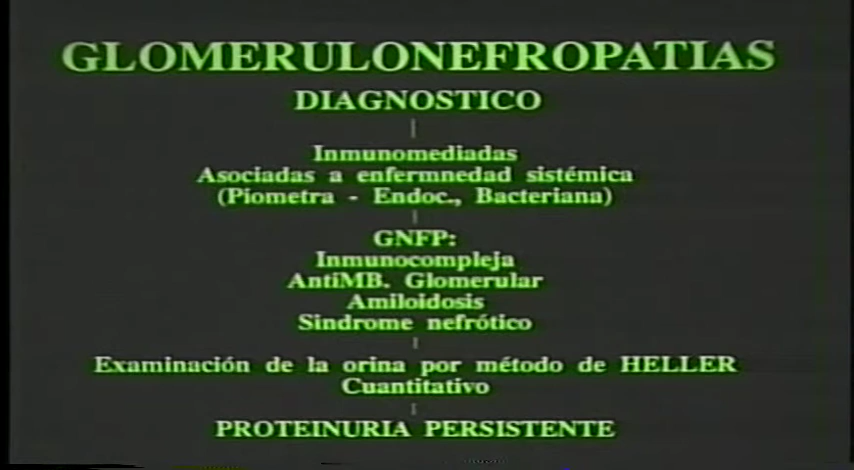 GLOMERULONEFROPATIAS
DIAGNOSTICO
Inmunomediadas
Asociadas a enfermnedad sistémica
(Piometra - Endoc., Bacteriana)
GNFP:
Inmunocompleja
AntiMB. Glomerular
Amiloidosis
Sindrome nefrótico
Examinación de la orina por método de HELLER
Cuantitativo
PROTEINURIA PERSISTENTE